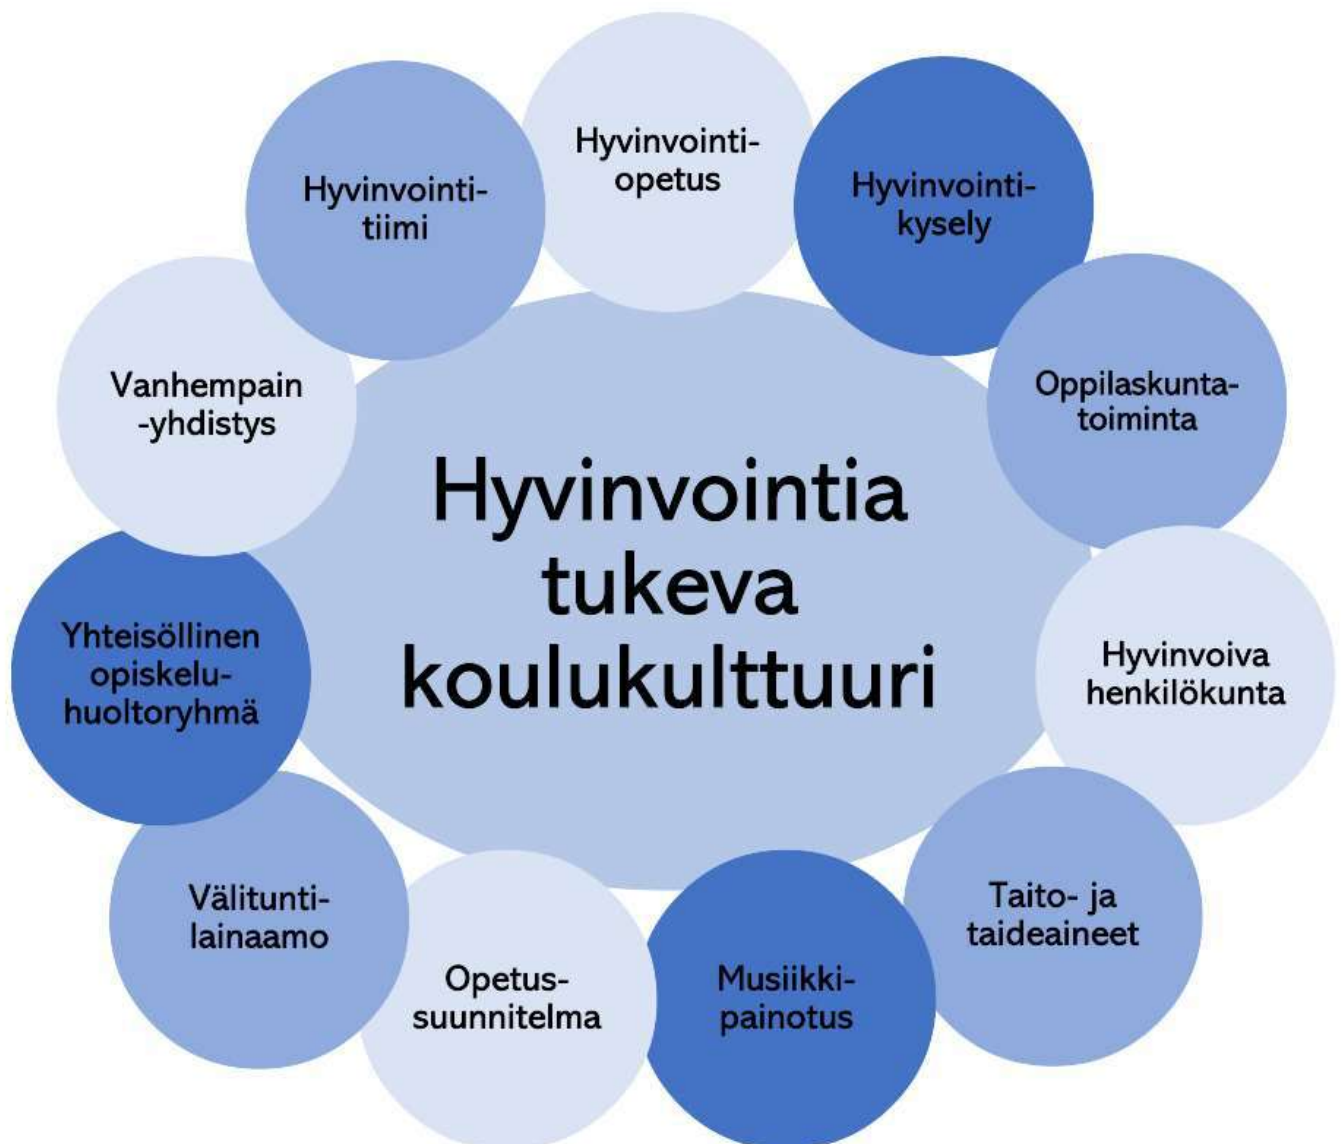 Hyvinvointi-
opetus
Hyvinvointi-
kysely
Oppilaskunta-
toiminta
Hyvinvoiva
henkilökunta
Taito- ja
taideaineet
Musiikki-
painotus
Opetus-
suunnitelma
Välitunti-
lainaamo
Yhteisöllinen
opiskelu-
huoltoryhmä
Vanhempain
-yhdistys
Hyvinvointi-
tiimi
Hyvinvointia
tukeva
koulukulttuuri